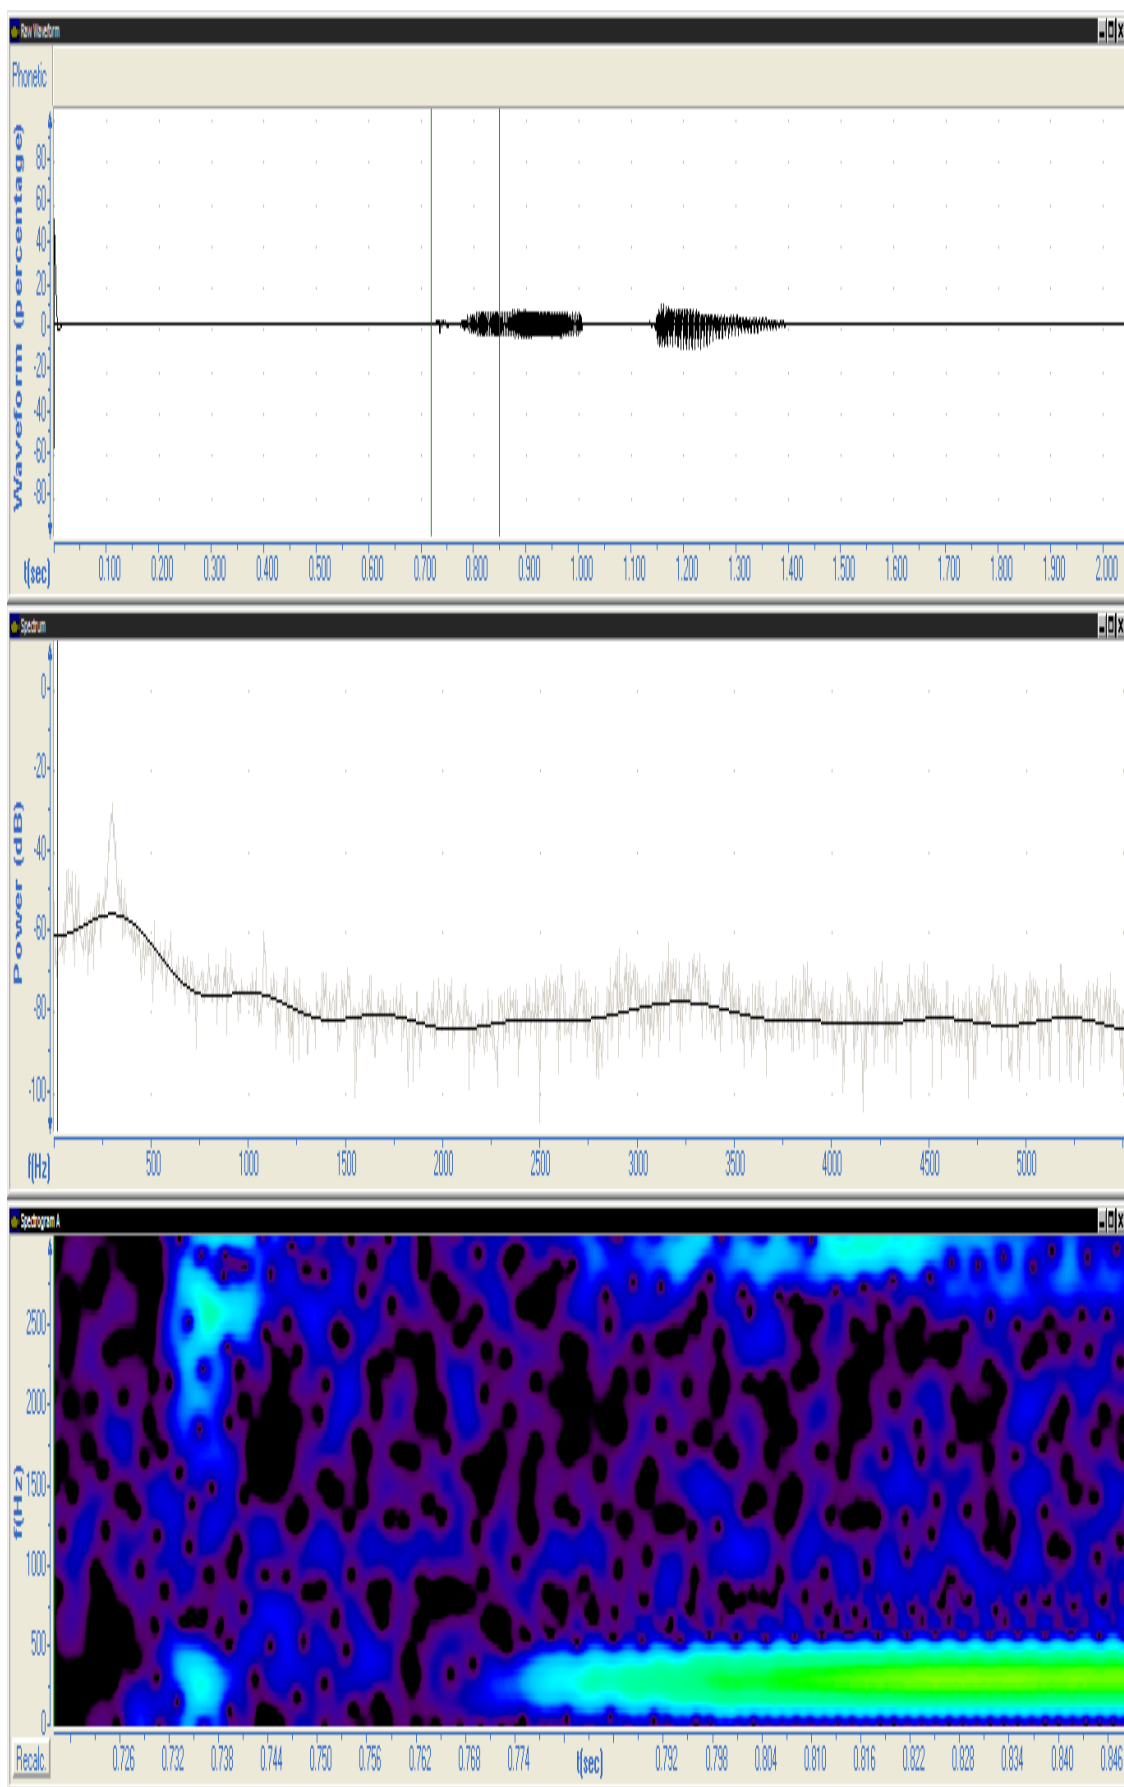 Raw Waveform
Phonetic
Waveform (percentage)
80
60
40
20
0
-20
-40
-60
-80
t(sec)
0.100 0.200 0.300 0.400 0.500 0.600 0.700 0.800 0.900 1.000 1.100 1.200 1.300 1.400 1.500 1.600 1.700 1.800 1.900 2.000
Spectrum
Power (dB)
0
-20
-40
-60
-80
-100
f(Hz)
500 1000 1500 2000 2500 3000 3500 4000 4500 5000
Spectrogram A
f(Hz)
2500
2000
1500
1000
500
0
Recalc.
0.726 0.732 0.738 0.744 0.750 0.756 0.762 0.768 0.774 t(sec) 0.792 0.798 0.804 0.810 0.816 0.822 0.828 0.834 0.840 0.846